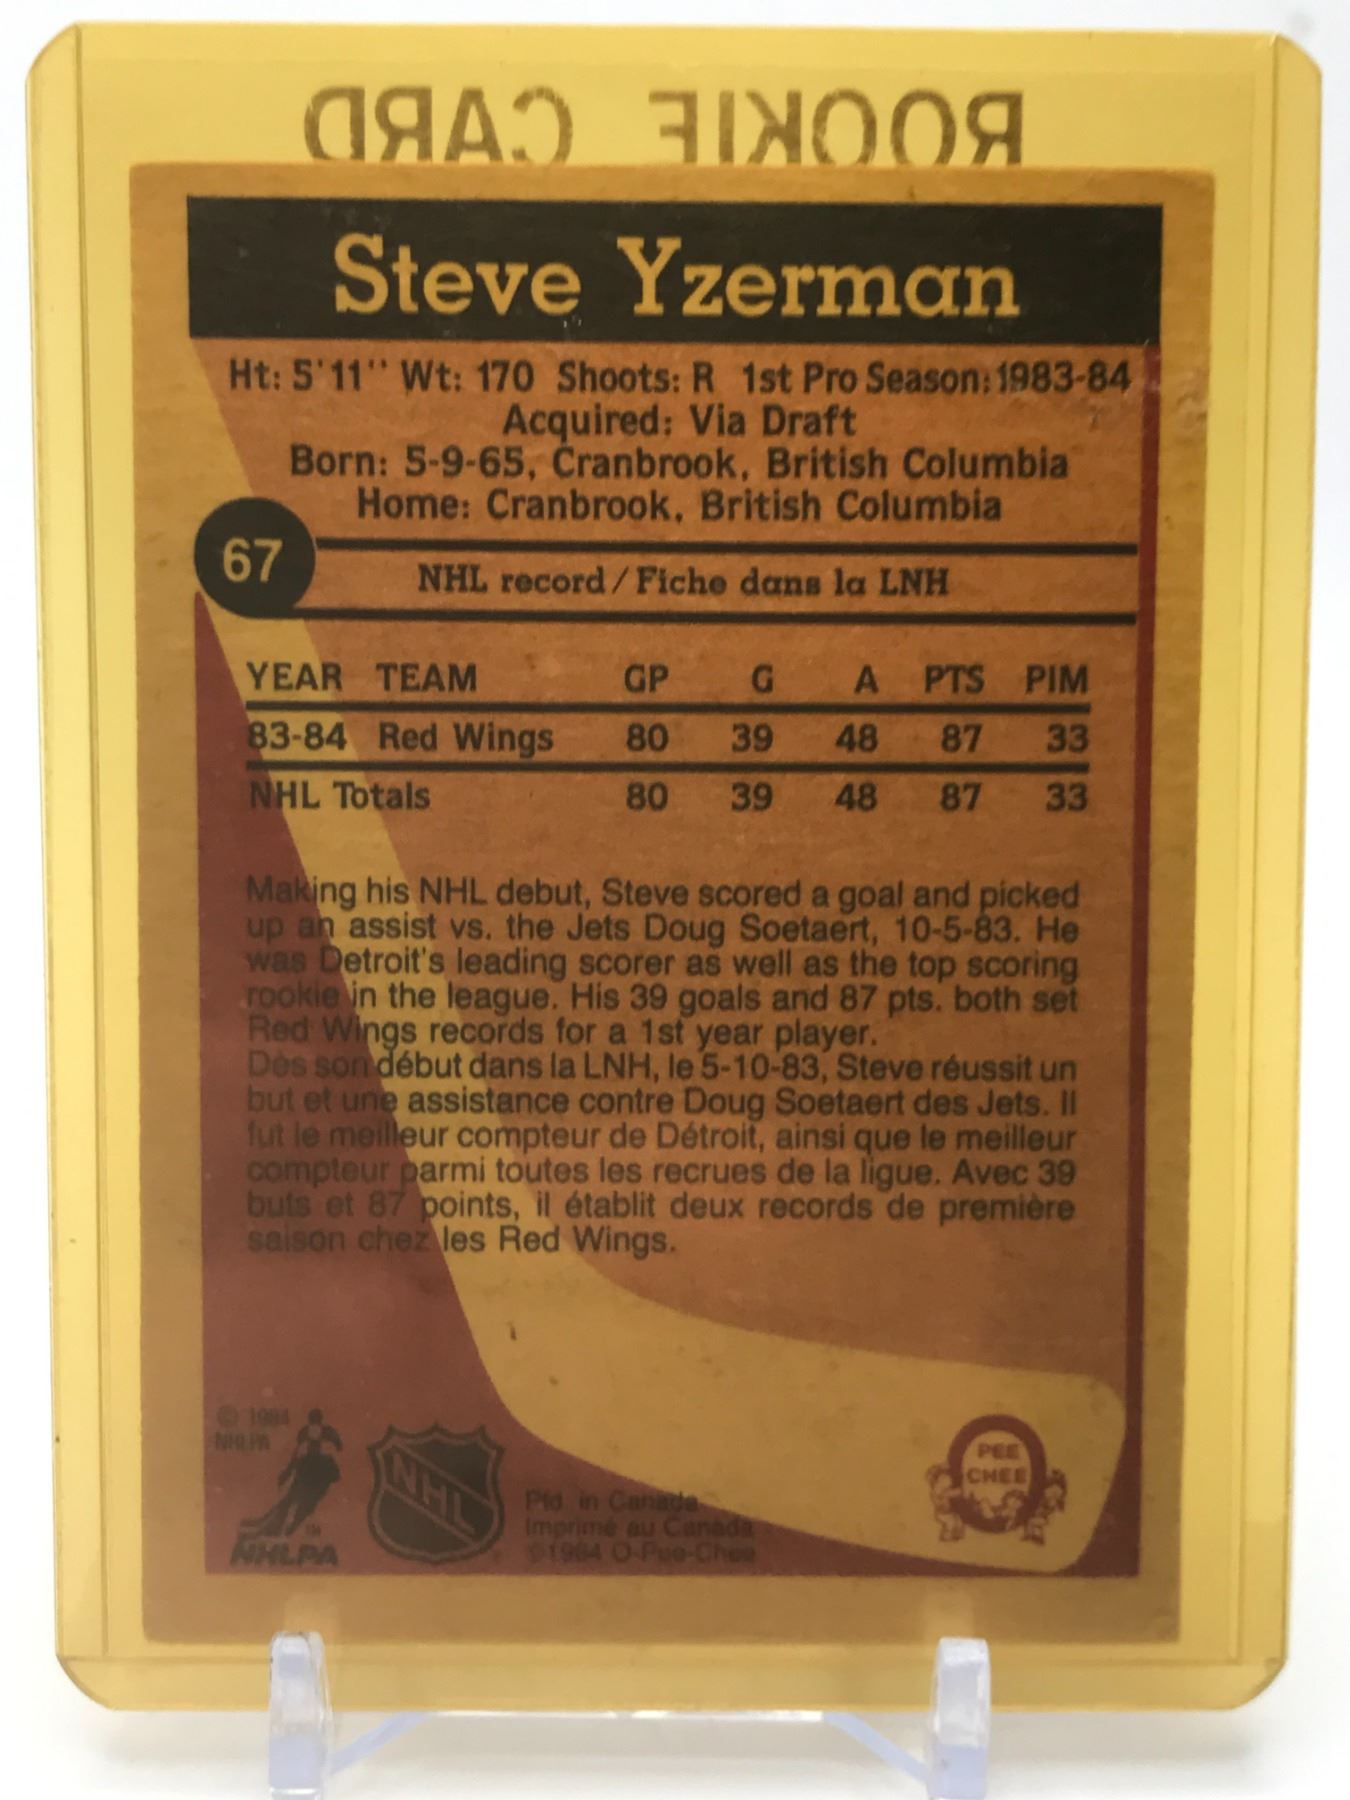 ROOKIE CARD
Steve Yzerman
Ht: 5'11" Wt: 170 Shoots: R 1st Pro Season: 1983-84
Acquired: Via Draft
Born: 5-9-65, Cranbrook, British Columbia
Home: Cranbrook, British Columbia
67
NHL record / Fiche dans la LNH
YEAR TEAM GP G A PTS PIM
83-84 Red Wings 80 39 48 87 33
NHL Totals 80 39 48 87 33
Making his NHL debut, Steve scored a goal and picked
up an assist vs. the Jets Doug Soetaert, 10-5-83. He
was Detroit's leading scorer as well as the top scoring
rookie in the league. His 39 goals and 87 pts. both set
Red Wings records for a 1st year player.
Dès son début dans la LNH, le 5-10-83, Steve réussit un
but et une assistance contre Doug Soetaert des Jets. Il
fut le meilleur compteur de Détroit, ainsi que le meilleur
compteur parmi toutes les recrues de la ligue. Avec 39
buts et 87 points, il établit deux records de première
saison chez les Red Wings.
© 1984
NHLPA
NHLPA
NHL
Ptd. in Canada
Imprimé au Canada
©1984 O-Pee-Chee
PEE
CHEE